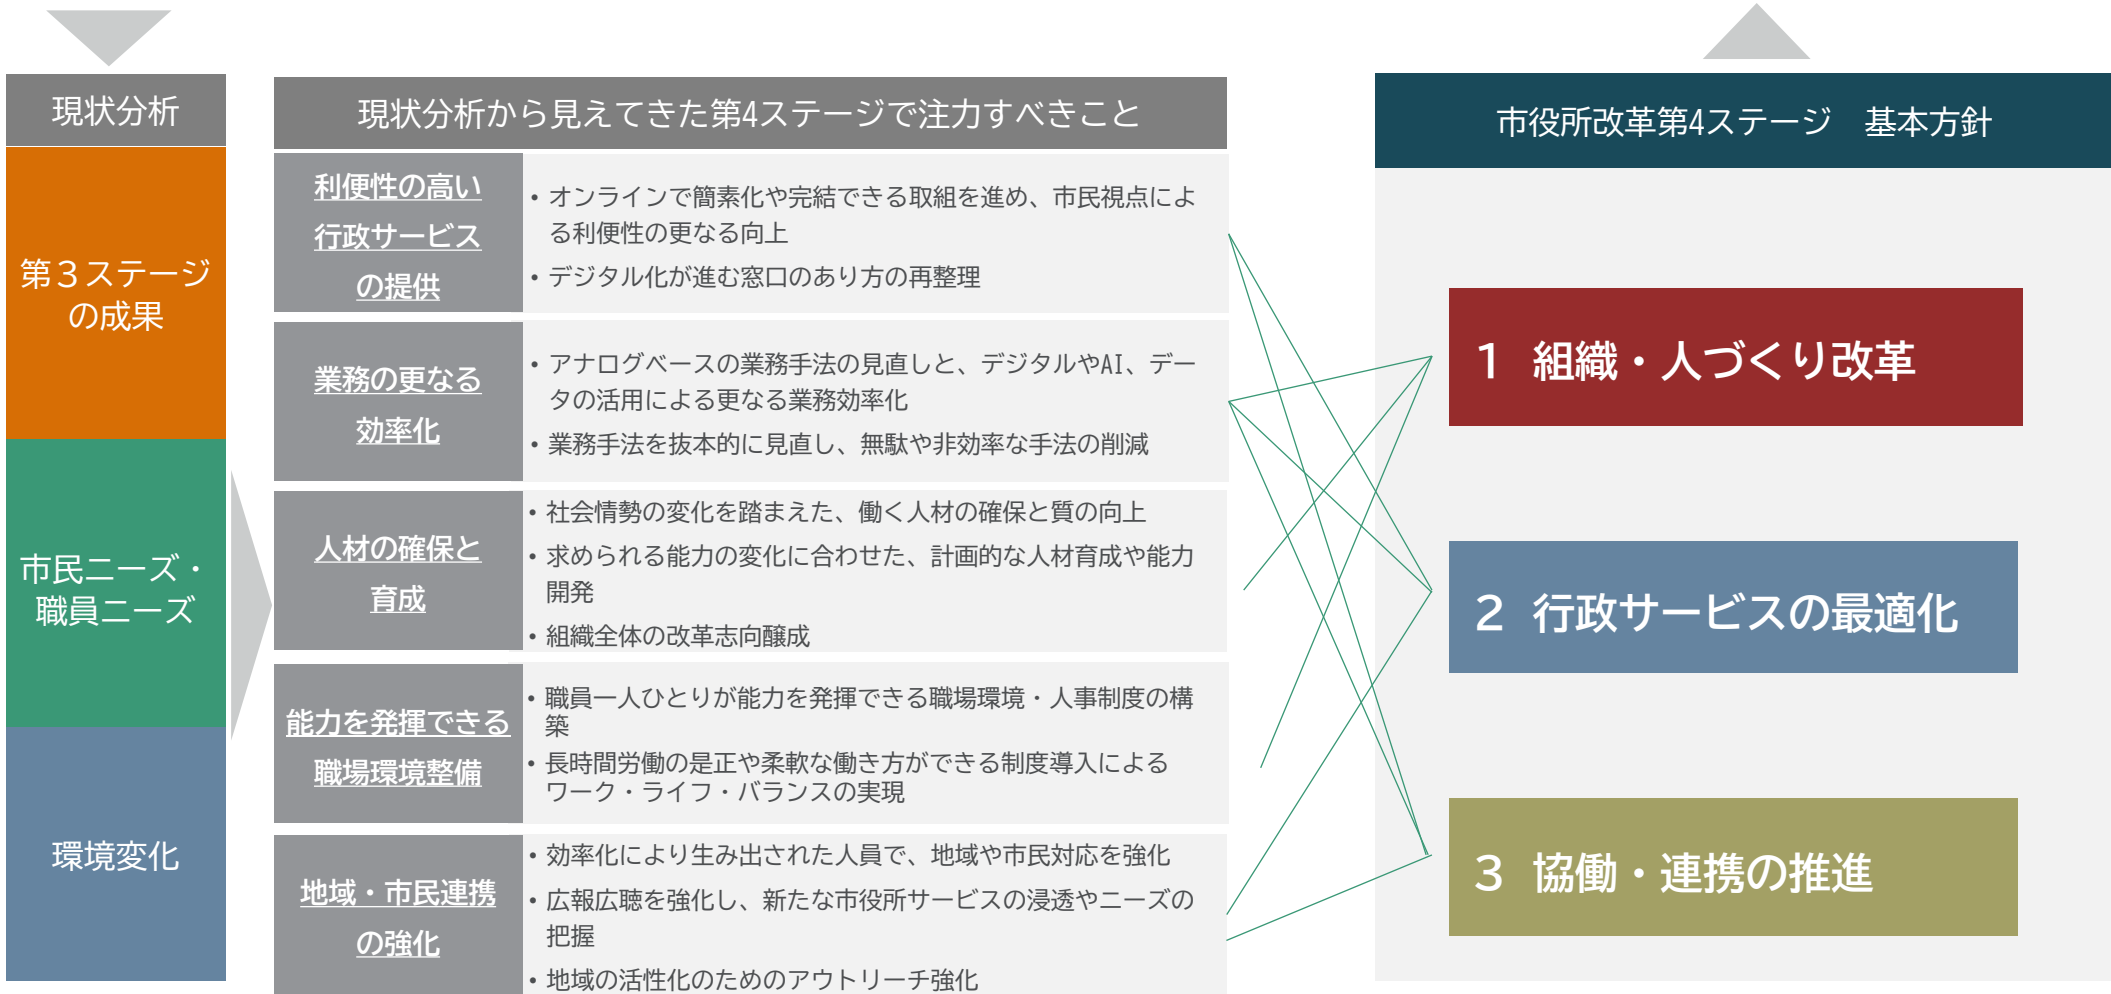 現状分析
第３ステージ
の成果
市民ニーズ・
職員ニーズ
環境変化
現状分析から見えてきた第4ステージで注力すべきこと
利便性の高い
行政サービス
の提供
• オンラインで簡素化や完結できる取組を進め、市民視点によ
る利便性の更なる向上
• デジタル化が進む窓口のあり方の再整理
業務の更なる
効率化
• アナログベースの業務手法の見直しと、デジタルやAI、デー
タの活用による更なる業務効率化
• 業務手法を抜本的に見直し、無駄や非効率な手法の削減
人材の確保と
育成
• 社会情勢の変化を踏まえた、働く人材の確保と質の向上
• 求められる能力の変化に合わせた、計画的な人材育成や能力
開発
• 組織全体の改革志向醸成
能力を発揮できる
職場環境整備
• 職員一人ひとりが能力を発揮できる職場環境・人事制度の構
築
• 長時間労働の是正や柔軟な働き方ができる制度導入による
ワーク・ライフ・バランスの実現
地域・市民連携
の強化
• 効率化により生み出された人員で、地域や市民対応を強化
• 広報広聴を強化し、新たな市役所サービスの浸透やニーズの
把握
• 地域の活性化のためのアウトリーチ強化
市役所改革第4ステージ　基本方針
１ 組織・人づくり改革
２ 行政サービスの最適化
３ 協働・連携の推進